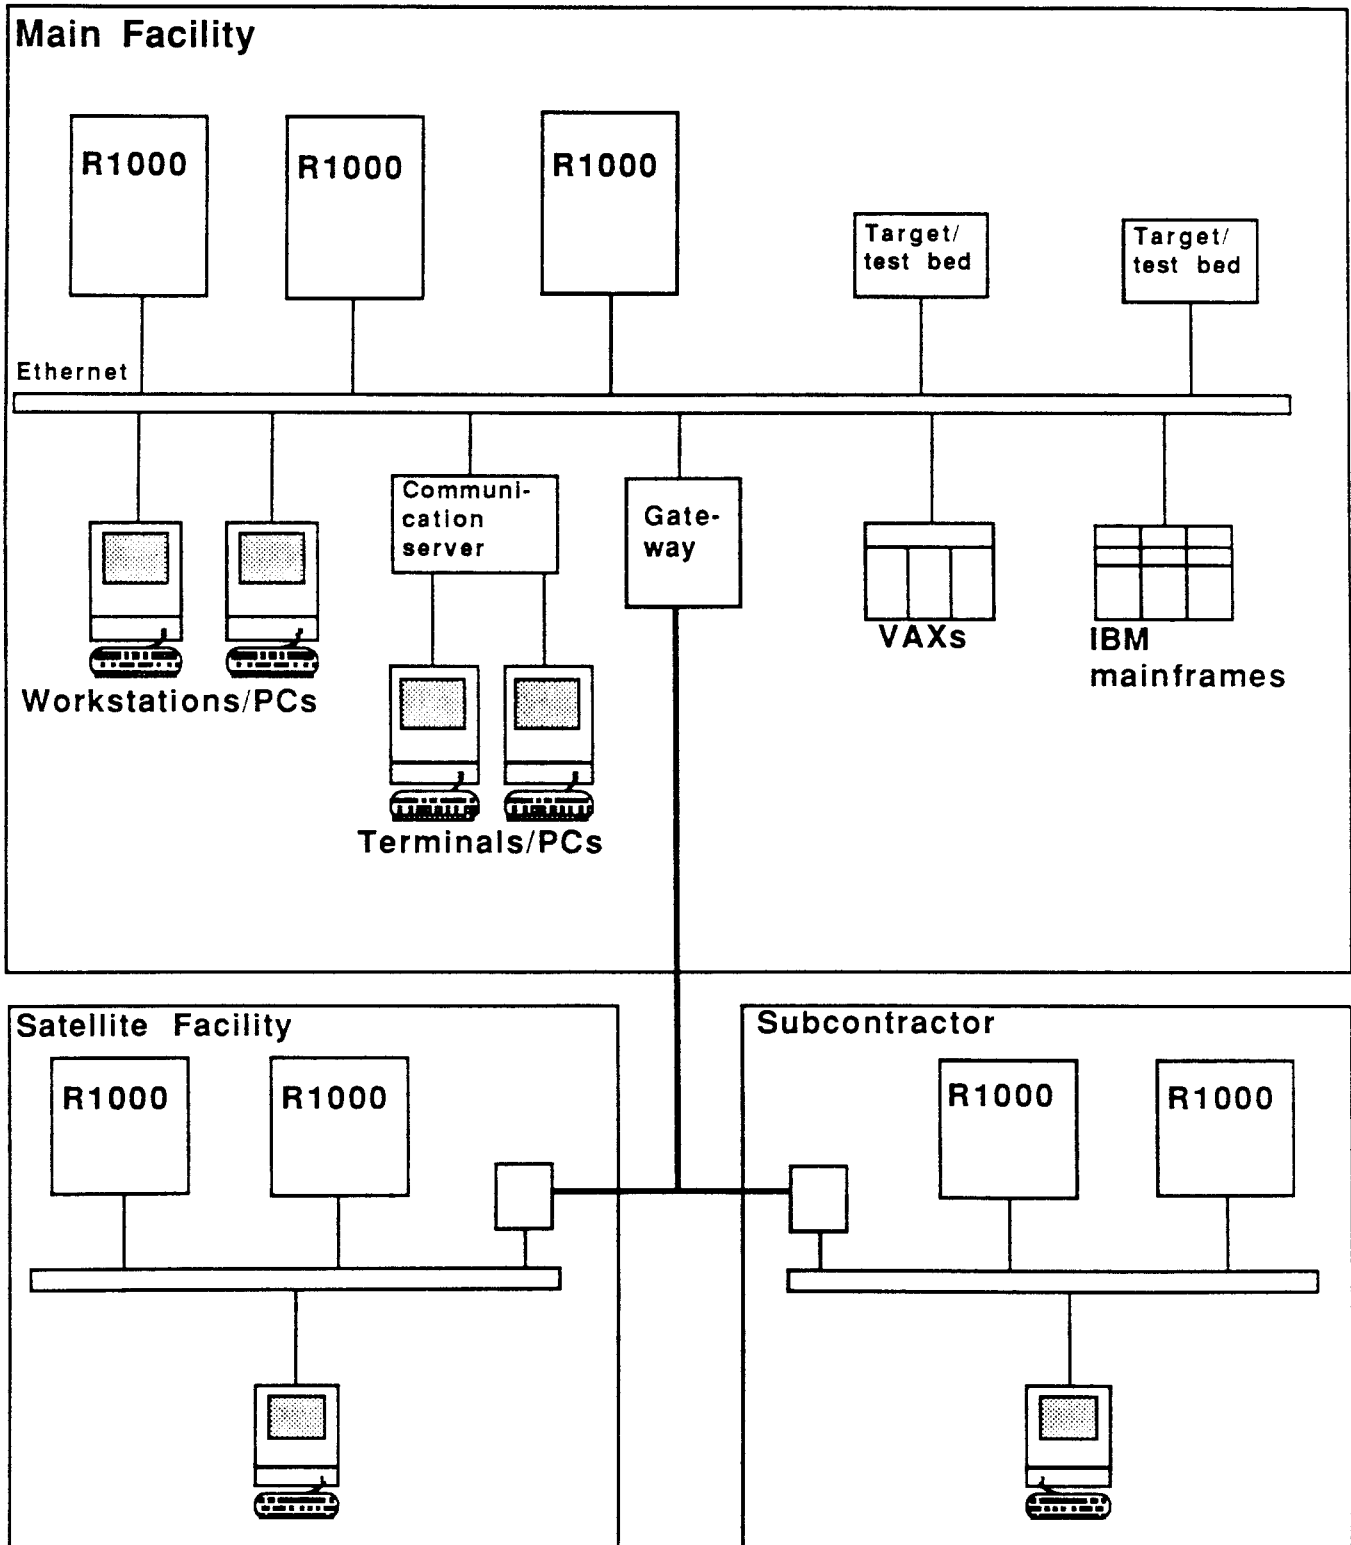 Main Facility
R1000
R1000
R1000
Target/
test bed
Target/
test bed
Ethernet
Communi-
cation
server
Gate-
way
VAXs
IBM
mainframes
Workstations/PCs
Terminals/PCs
Satellite Facility
R1000
R1000
Subcontractor
R1000
R1000